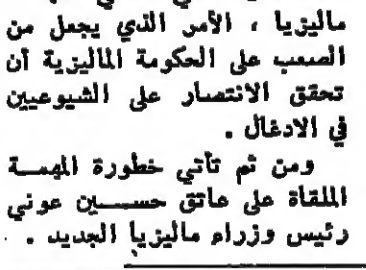 ماليزيا ، الأمر الذي يجعل من
الصعب على الحكومة الماليزية أن
تحقق الانتصار على الشيوعيين
في الادغال .
ومن ثم تأتي خطورة المهمة
الملقاة على عاتق حسين عوني
رئيس وزراء ماليزيا الجديد .